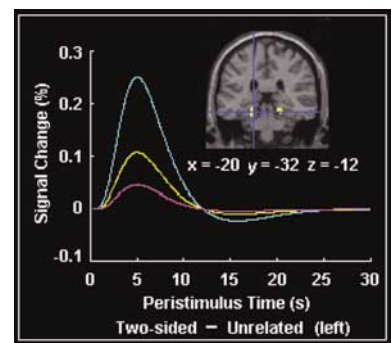 0.3
0.2
0.1
0
-0.1
Signal Change (%)
x = -20 y = -32 z = -12
0 5 10 15 20 25 30
Peristimulus Time (s)
Two-sided – Unrelated (left)